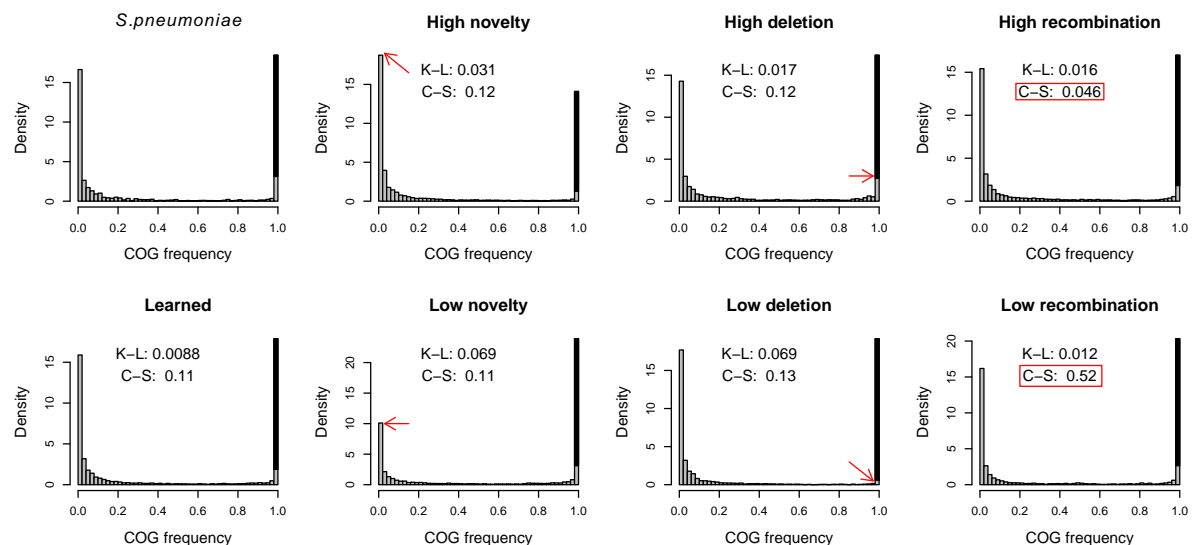 S.pneumoniae
Density
0 5 10 15
0.0 0.2 0.4 0.6 0.8 1.0
COG frequency
High novelty
K−L: 0.031
C−S: 0.12
Density
0 5 10 15
0.0 0.2 0.4 0.6 0.8 1.0
COG frequency
High deletion
K−L: 0.017
C−S: 0.12
Density
0 5 10 15
0.0 0.2 0.4 0.6 0.8 1.0
COG frequency
High recombination
K−L: 0.016
C−S: 0.046
Density
0 5 10 15
0.0 0.2 0.4 0.6 0.8 1.0
COG frequency
Learned
K−L: 0.0088
C−S: 0.11
Density
0 5 10 15
0.0 0.2 0.4 0.6 0.8 1.0
COG frequency
Low novelty
K−L: 0.069
C−S: 0.11
Density
0 5 10 15 20
0.0 0.2 0.4 0.6 0.8 1.0
COG frequency
Low deletion
K−L: 0.069
C−S: 0.13
Density
0 5 10 15
0.0 0.2 0.4 0.6 0.8 1.0
COG frequency
Low recombination
K−L: 0.012
C−S: 0.52
Density
0 5 10 15 20
0.0 0.2 0.4 0.6 0.8 1.0
COG frequency